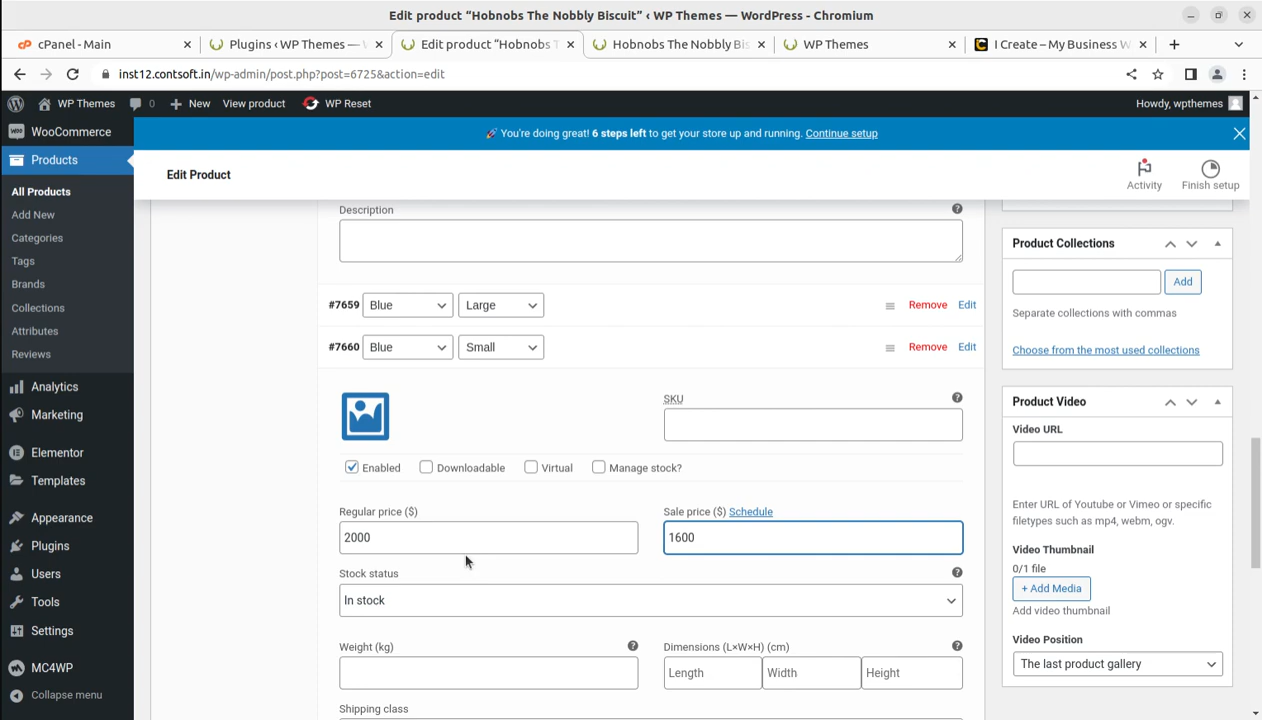 Edit product “Hobnobs The Nobbly Biscuit” ‹ WP Themes — WordPress - Chromium
cPanel - Main
Plugins ‹ WP Themes —
Edit product “Hobnobs T
Hobnobs The Nobbly Bis
WP Themes
I Create – My Business W
inst12.contsoft.in/wp-admin/post.php?post=6725&action=edit
WP Themes
0
New
View product
WP Reset
Howdy, wpthemes
WooCommerce
Products
All Products
Add New
Categories
Tags
Brands
Collections
Attributes
Reviews
Analytics
Marketing
Elementor
Templates
Appearance
Plugins
Users
Tools
Settings
MC4WP
Collapse menu
🚀 You're doing great! 6 steps left to get your store up and running. Continue setup
Edit Product
Activity
Finish setup
Description
#7659 Blue Large Remove Edit
#7660 Blue Small Remove Edit
SKU
Enabled Downloadable Virtual Manage stock?
Regular price ($)
2000
Sale price ($) Schedule
1600
Stock status
In stock
Weight (kg)
Dimensions (L×W×H) (cm)
Length Width Height
Shipping class
Product Collections
Add
Separate collections with commas
Choose from the most used collections
Product Video
Video URL
Enter URL of Youtube or Vimeo or specific
filetypes such as mp4, webm, ogv.
Video Thumbnail
0/1 file
+ Add Media
Add video thumbnail
Video Position
The last product gallery